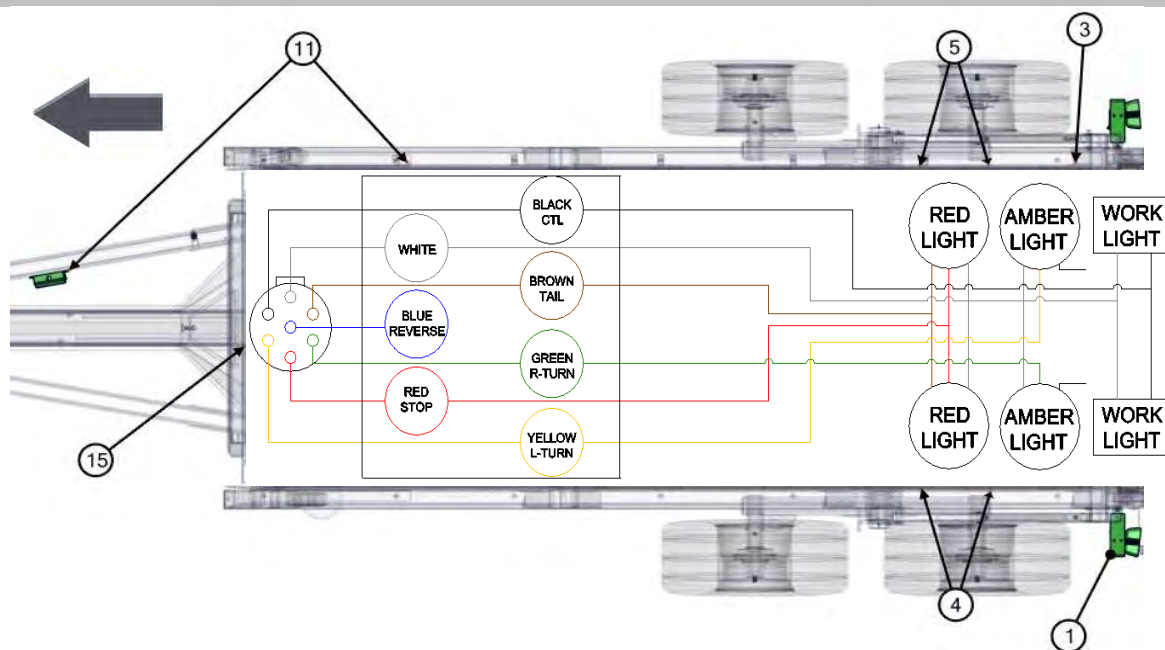 11
5
3
BLACK
CTL
WHITE
RED
LIGHT
AMBER
LIGHT
WORK
LIGHT
BROWN
TAIL
BLUE
REVERSE
GREEN
R-TURN
RED
STOP
YELLOW
L-TURN
RED
LIGHT
AMBER
LIGHT
WORK
LIGHT
15
4
1